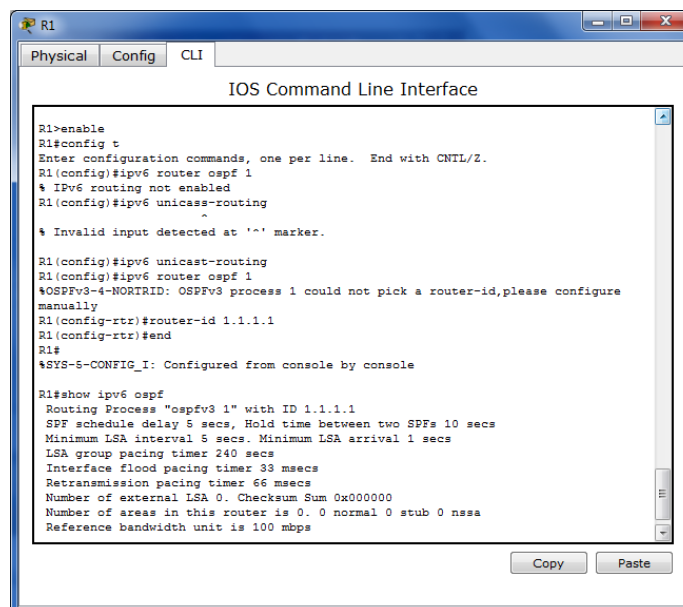 R1
Physical Config CLI
IOS Command Line Interface
R1>enable
R1#config t
Enter configuration commands, one per line. End with CNTL/Z.
R1(config)#ipv6 router ospf 1
% IPv6 routing not enabled
R1(config)#ipv6 unicass-routing
^
% Invalid input detected at '^' marker.
R1(config)#ipv6 unicast-routing
R1(config)#ipv6 router ospf 1
%OSPFv3-4-NORTRID: OSPFv3 process 1 could not pick a router-id,please configure
manually
R1(config-rtr)#router-id 1.1.1.1
R1(config-rtr)#end
R1#
%SYS-5-CONFIG_I: Configured from console by console
R1#show ipv6 ospf
Routing Process "ospfv3 1" with ID 1.1.1.1
SPF schedule delay 5 secs, Hold time between two SPFs 10 secs
Minimum LSA interval 5 secs. Minimum LSA arrival 1 secs
LSA group pacing timer 240 secs
Interface flood pacing timer 33 msecs
Retransmission pacing timer 66 msecs
Number of external LSA 0. Checksum Sum 0x000000
Number of areas in this router is 0. 0 normal 0 stub 0 nssa
Reference bandwidth unit is 100 mbps
Copy Paste